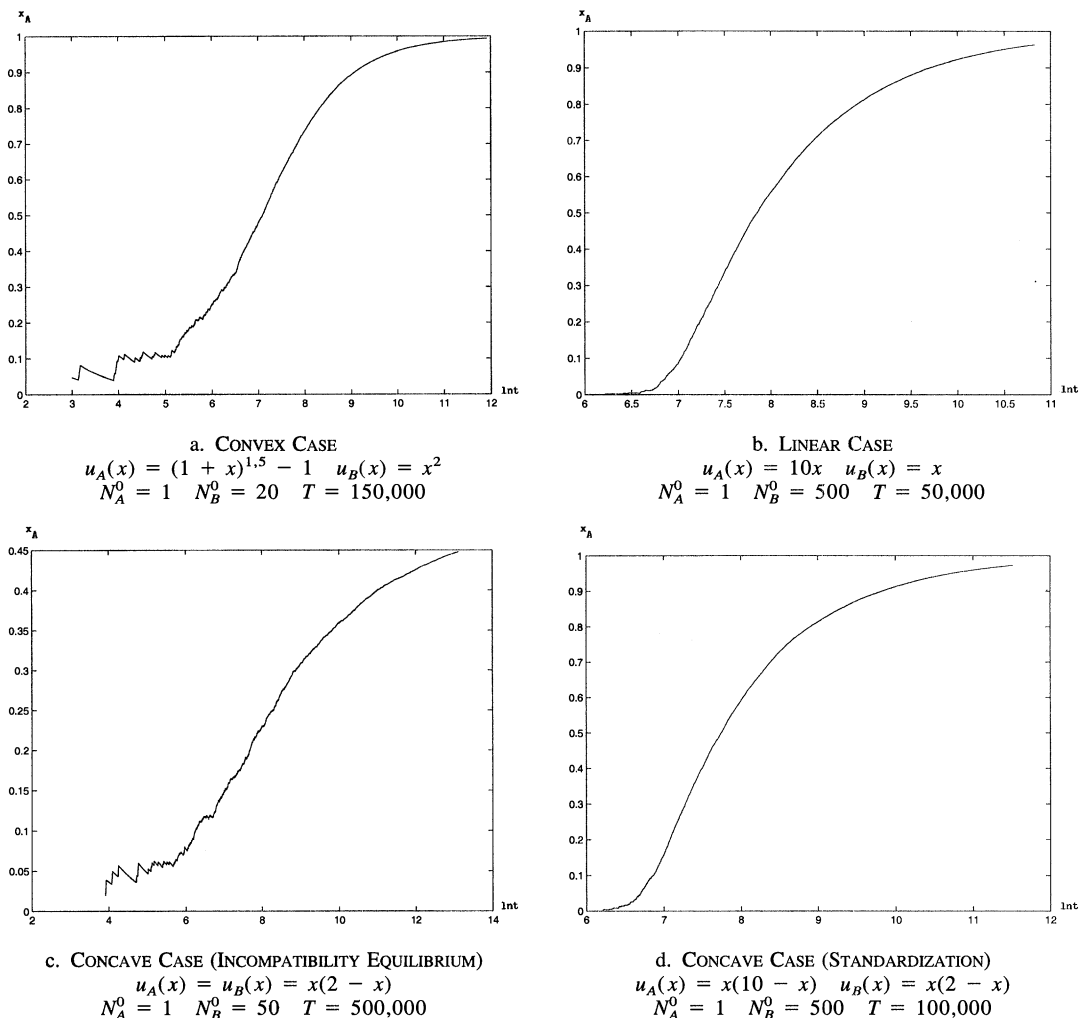 x_A
1
0.9
0.8
0.7
0.6
0.5
0.4
0.3
0.2
0.1
0
2 3 4 5 6 7 8 9 10 11 12
lnt
a. CONVEX CASE
u_A(x) = (1 + x)^{1,5} − 1 u_B(x) = x^2
N_A^0 = 1 N_B^0 = 20 T = 150,000
x_A
1
0.9
0.8
0.7
0.6
0.5
0.4
0.3
0.2
0.1
0
6 6.5 7 7.5 8 8.5 9 9.5 10 10.5 11
lnt
b. LINEAR CASE
u_A(x) = 10x u_B(x) = x
N_A^0 = 1 N_B^0 = 500 T = 50,000
x_A
0.45
0.4
0.35
0.3
0.25
0.2
0.15
0.1
0.05
0
2 4 6 8 10 12 14
lnt
c. CONCAVE CASE (INCOMPATIBILITY EQUILIBRIUM)
u_A(x) = u_B(x) = x(2 − x)
N_A^0 = 1 N_B^0 = 50 T = 500,000
x_A
1
0.9
0.8
0.7
0.6
0.5
0.4
0.3
0.2
0.1
0
6 7 8 9 10 11 12
lnt
d. CONCAVE CASE (STANDARDIZATION)
u_A(x) = x(10 − x) u_B(x) = x(2 − x)
N_A^0 = 1 N_B^0 = 500 T = 100,000